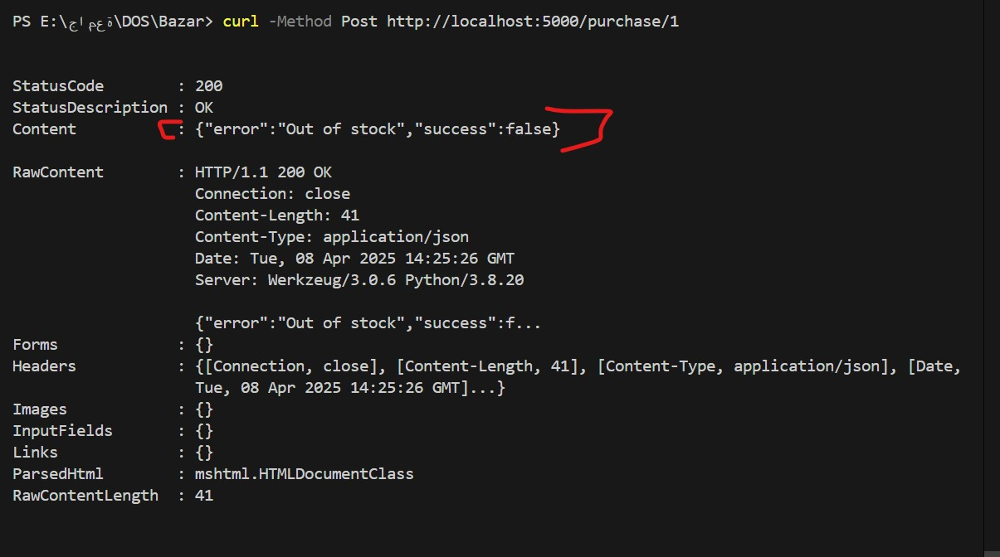 PS E:\جامعة\DOS\Bazar> curl -Method Post http://localhost:5000/purchase/1
StatusCode        : 200
StatusDescription : OK
Content           : {"error":"Out of stock","success":false}
RawContent        : HTTP/1.1 200 OK
Connection: close
Content-Length: 41
Content-Type: application/json
Date: Tue, 08 Apr 2025 14:25:26 GMT
Server: Werkzeug/3.0.6 Python/3.8.20
{"error":"Out of stock","success":f...
Forms             : {}
Headers           : {[Connection, close], [Content-Length, 41], [Content-Type, application/json], [Date,
Tue, 08 Apr 2025 14:25:26 GMT]...}
Images            : {}
InputFields       : {}
Links             : {}
ParsedHtml        : mshtml.HTMLDocumentClass
RawContentLength  : 41